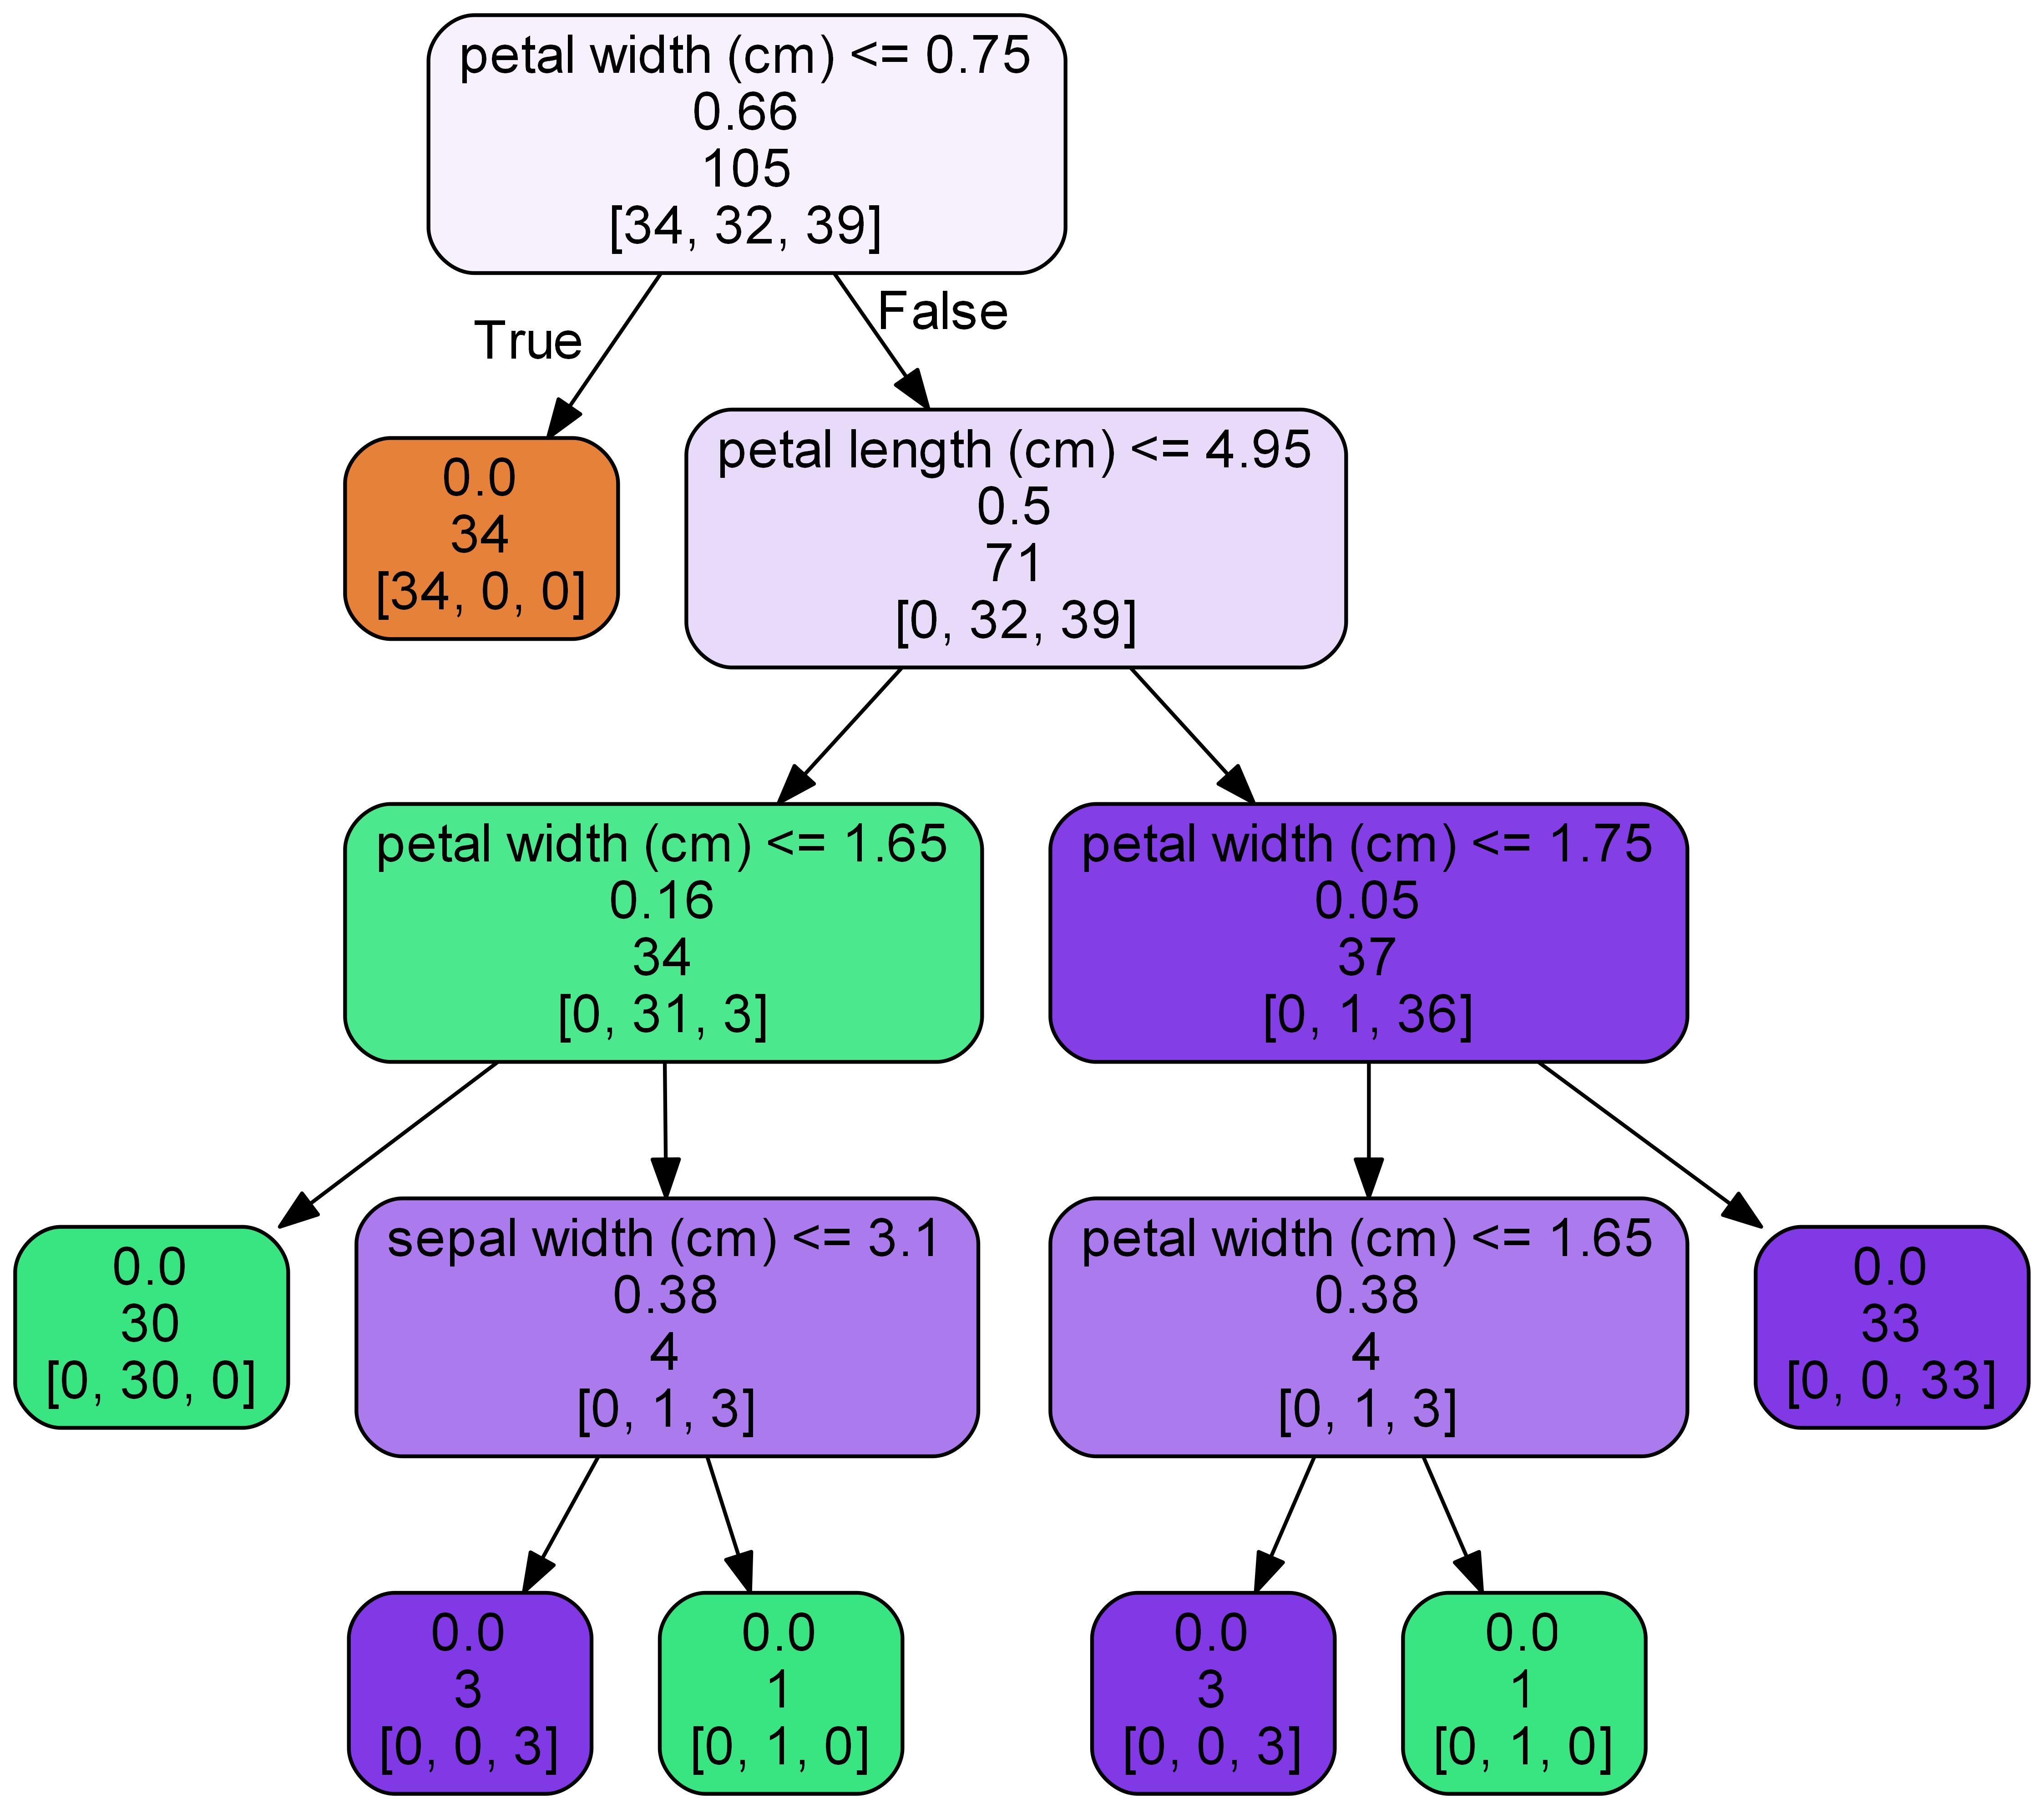 petal width (cm) <= 0.75
0.66
105
[34, 32, 39]
True
False
0.0
34
[34, 0, 0]
petal length (cm) <= 4.95
0.5
71
[0, 32, 39]
petal width (cm) <= 1.65
0.16
34
[0, 31, 3]
petal width (cm) <= 1.75
0.05
37
[0, 1, 36]
0.0
30
[0, 30, 0]
sepal width (cm) <= 3.1
0.38
4
[0, 1, 3]
petal width (cm) <= 1.65
0.38
4
[0, 1, 3]
0.0
33
[0, 0, 33]
0.0
3
[0, 0, 3]
0.0
1
[0, 1, 0]
0.0
3
[0, 0, 3]
0.0
1
[0, 1, 0]